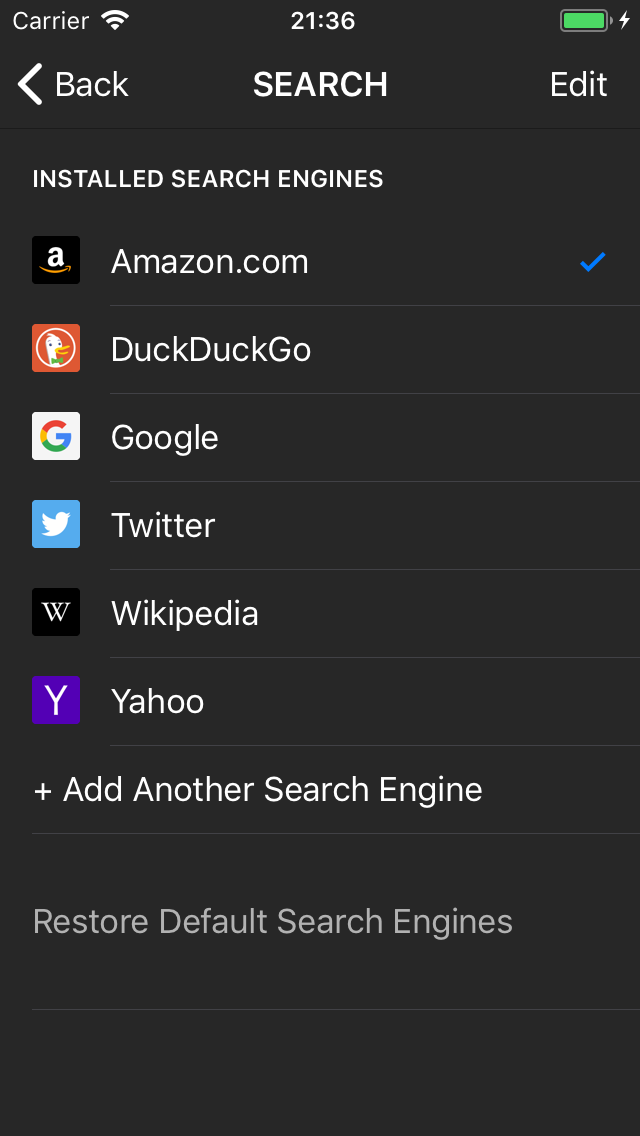 Carrier 21:36
Back SEARCH Edit
INSTALLED SEARCH ENGINES
a Amazon.com
DuckDuckGo
G Google
Twitter
W Wikipedia
Y Yahoo
+ Add Another Search Engine
Restore Default Search Engines